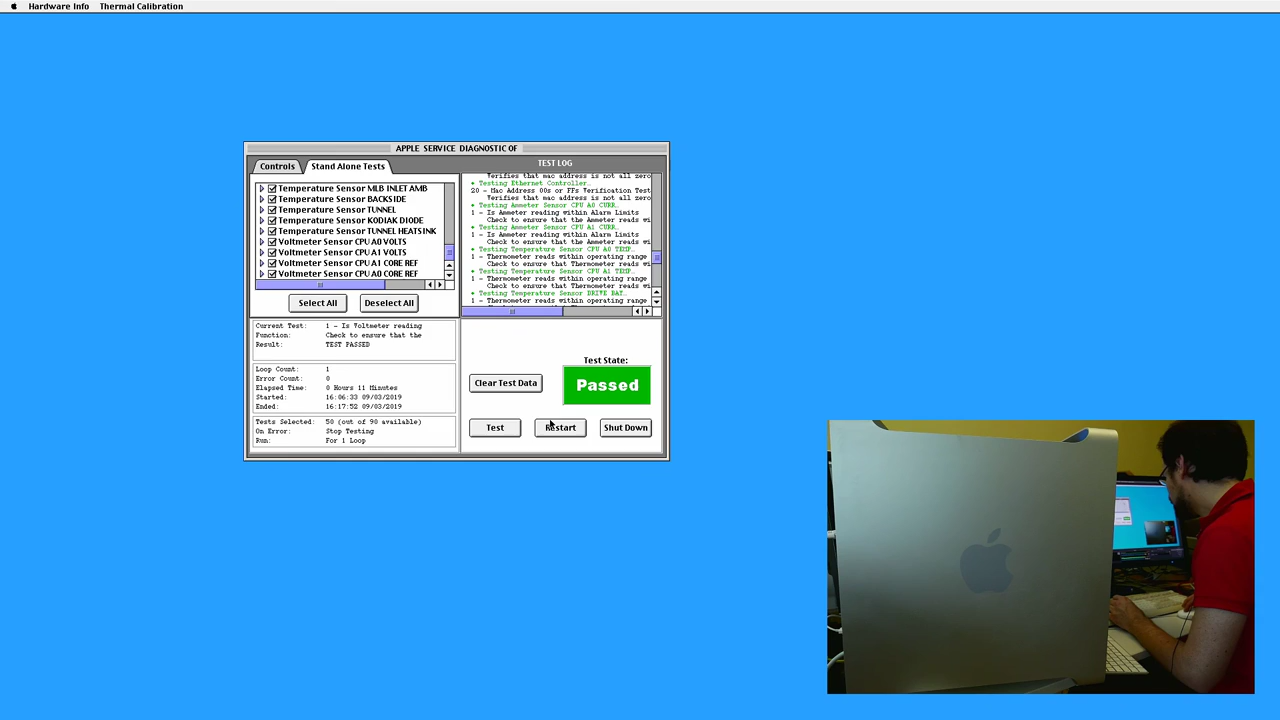 Hardware Info Thermal Calibration
APPLE SERVICE DIAGNOSTIC OF
Controls Stand Alone Tests
Temperature Sensor MLB INLET AMB
Temperature Sensor BACKSIDE
Temperature Sensor TUNNEL
Temperature Sensor KODIAK DIODE
Temperature Sensor TUNNEL HEATSINK
Voltmeter Sensor CPU A0 VOLTS
Voltmeter Sensor CPU A1 VOLTS
Voltmeter Sensor CPU A1 CORE REF
Voltmeter Sensor CPU A0 CORE REF
Select All Deselect All
TEST LOG
Verifies that mac address is not all zero
+ Testing Ethernet Controller..
20 - Mac Address 00s or FFs Verification Test
Verifies that mac address is not all zero
+ Testing Ammeter Sensor CPU A0 CURR..
1 - Is Ammeter reading within Alarm Limits
Check to ensure that the Ammeter reads wi
+ Testing Ammeter Sensor CPU A1 CURR..
1 - Is Ammeter reading within Alarm Limits
Check to ensure that the Ammeter reads wi
+ Testing Temperature Sensor CPU A0 TEMP..
1 - Thermometer reads within operating range
Check to ensure that Thermometer reads wi
+ Testing Temperature Sensor CPU A1 TEMP..
1 - Thermometer reads within operating range
Check to ensure that Thermometer reads wi
+ Testing Temperature Sensor DRIVE BAY..
1 - Thermometer reads within operating range
Current Test: 1 - Is Voltmeter reading
Function: Check to ensure that the
Result: TEST PASSED
Loop Count: 1
Error Count: 0
Elapsed Time: 0 Hours 11 Minutes
Started: 16:06:33 09/03/2019
Ended: 16:17:52 09/03/2019
Tests Selected: 50 (out of 90 available)
On Error: Stop Testing
Run: For 1 Loop
Test State:
Clear Test Data Passed
Test Restart Shut Down